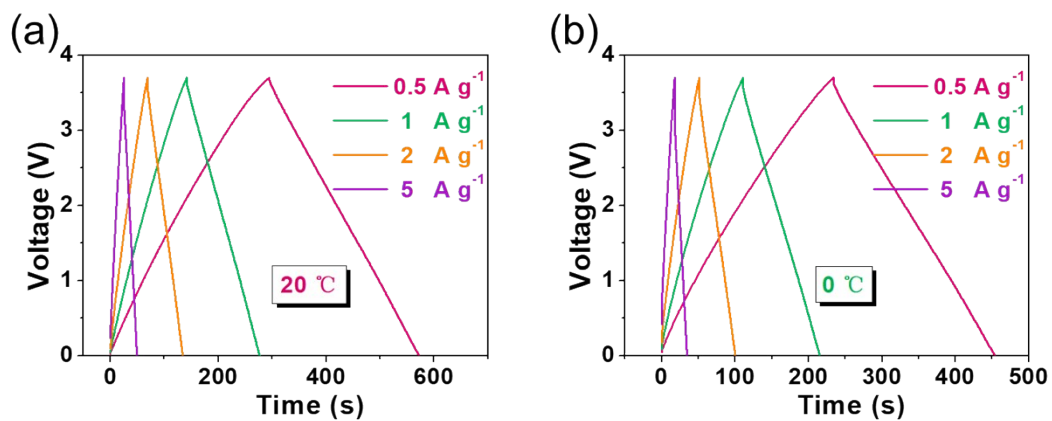 (a)
4
3
2
1
0
Voltage (V)
0.5 A g⁻¹
1 A g⁻¹
2 A g⁻¹
5 A g⁻¹
20 ℃
0 200 400 600
Time (s)
(b)
4
3
2
1
0
Voltage (V)
0.5 A g⁻¹
1 A g⁻¹
2 A g⁻¹
5 A g⁻¹
0 ℃
0 100 200 300 400 500
Time (s)